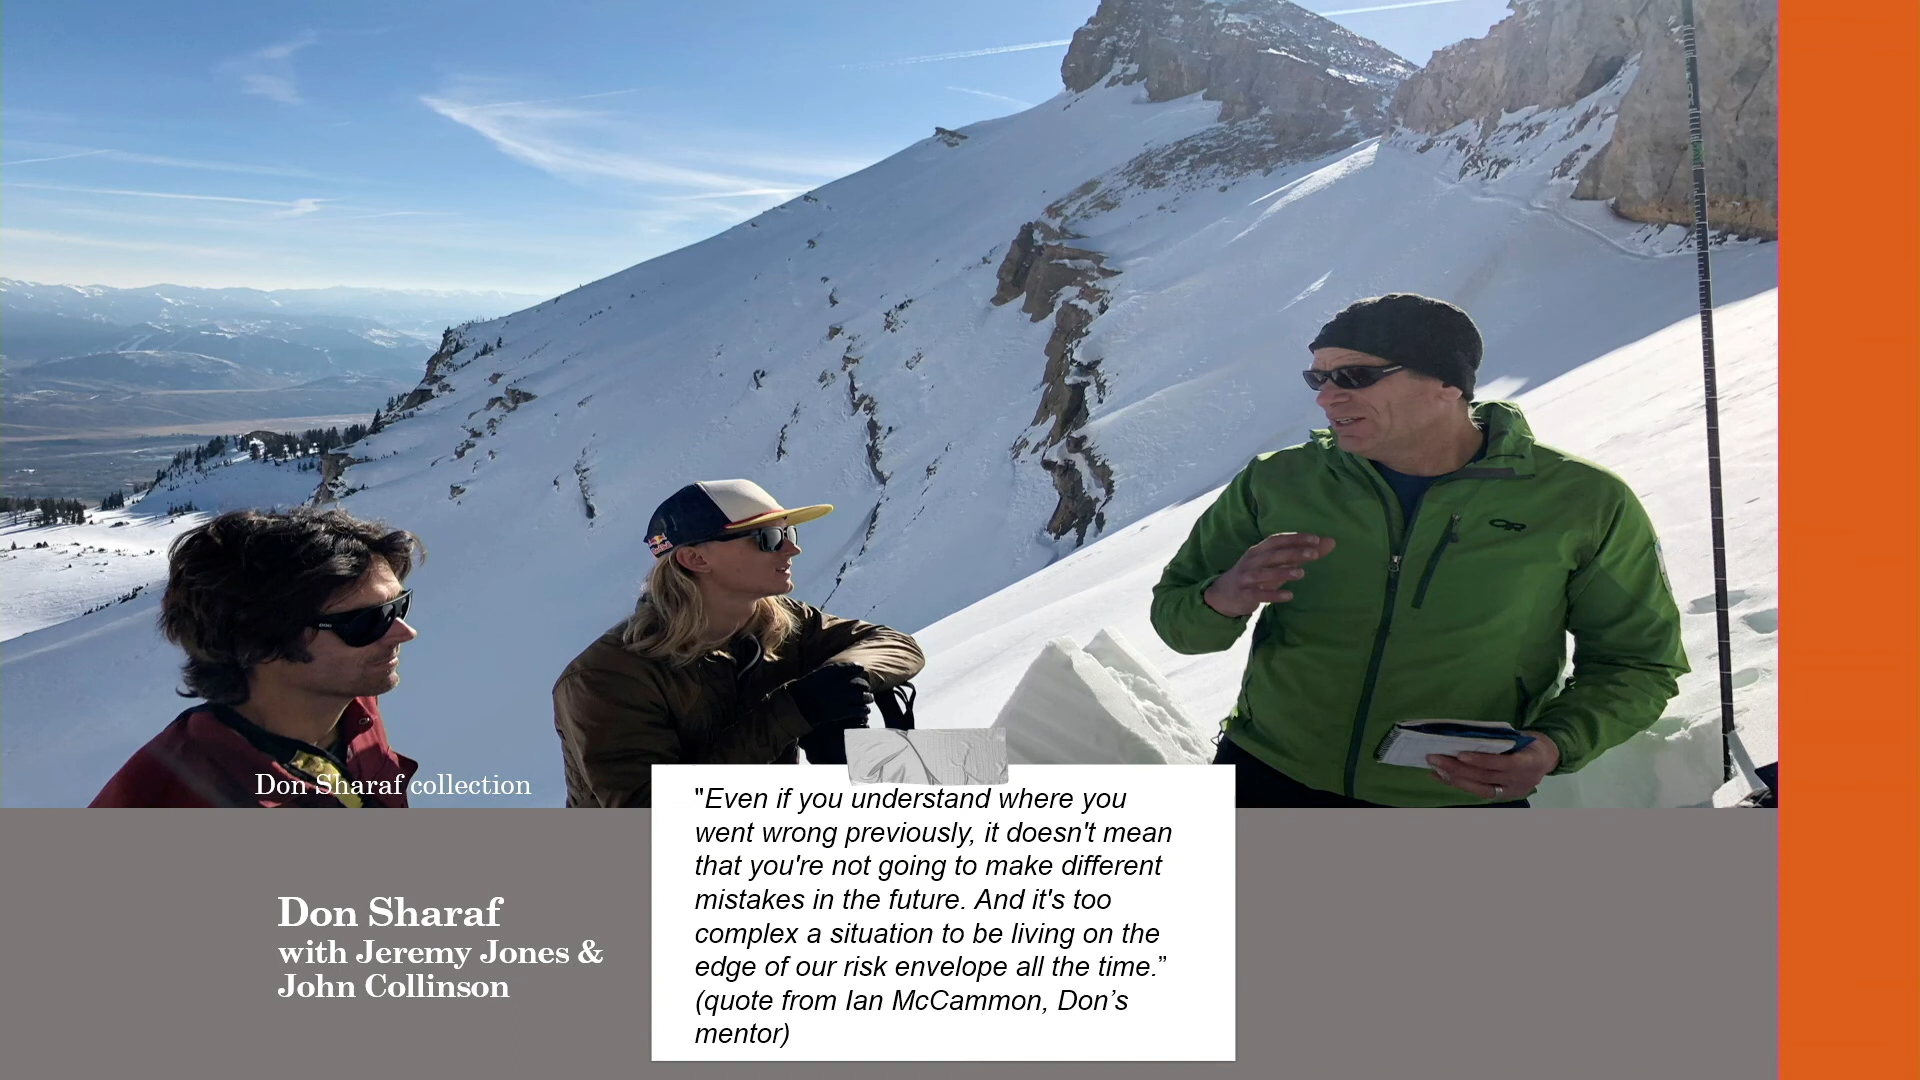 OR
Don Sharaf collection
"Even if you understand where you
went wrong previously, it doesn't mean
that you're not going to make different
mistakes in the future. And it's too
complex a situation to be living on the
edge of our risk envelope all the time.”
(quote from Ian McCammon, Don’s
mentor)
Don Sharaf
with Jeremy Jones &
John Collinson